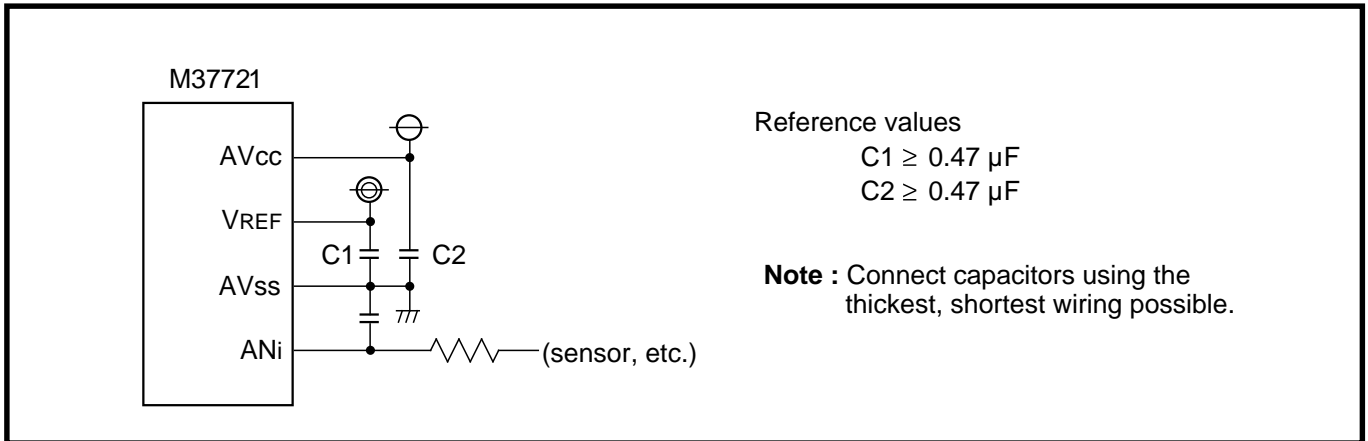 M37721
AVcc
VREF
AVss
ANi
C1
C2
(sensor, etc.)
Reference values
C1 ≥ 0.47 µF
C2 ≥ 0.47 µF
Note : Connect capacitors using the
thickest, shortest wiring possible.